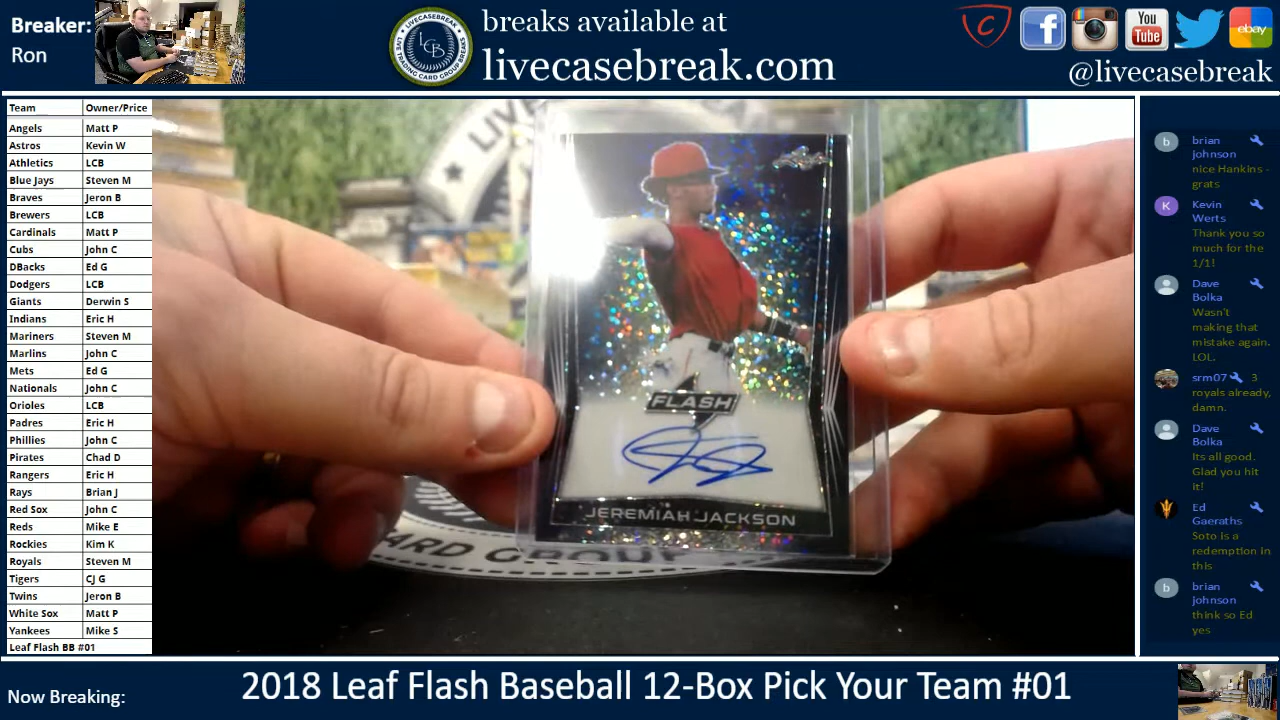 Breaker:
Ron
LCB
breaks available at
livecasebreak.com
You
Tube
ebay
@livecasebreak
Team Owner/Price
Angels Matt P
Astros Kevin W
Athletics LCB
Blue Jays Steven M
Braves Jeron B
Brewers LCB
Cardinals Matt P
Cubs John C
DBacks Ed G
Dodgers LCB
Giants Derwin S
Indians Eric H
Mariners Steven M
Marlins John C
Mets Ed G
Nationals John C
Orioles LCB
Padres Eric H
Phillies John C
Pirates Chad D
Rangers Eric H
Rays Brian J
Red Sox John C
Reds Mike E
Rockies Kim K
Royals Steven M
Tigers CJ G
Twins Jeron B
White Sox Matt P
Yankees Mike S
Leaf Flash BB #01
LIV
FLASH
JEREMIAH JACKSON
ARD GROU
b
brian
johnson
nice Hankins -
grats
K
Kevin
Werts
Thank you so
much for the
1/1!
Dave
Bolka
Wasn't
making that
mistake again.
LOL.
srm07 3
royals already,
damn.
Dave
Bolka
Its all good.
Glad you hit
it!
Ed
Gaeraths
Soto is a
redemption in
this
b
brian
johnson
think so Ed
yes
Now Breaking:
2018 Leaf Flash Baseball 12-Box Pick Your Team #01